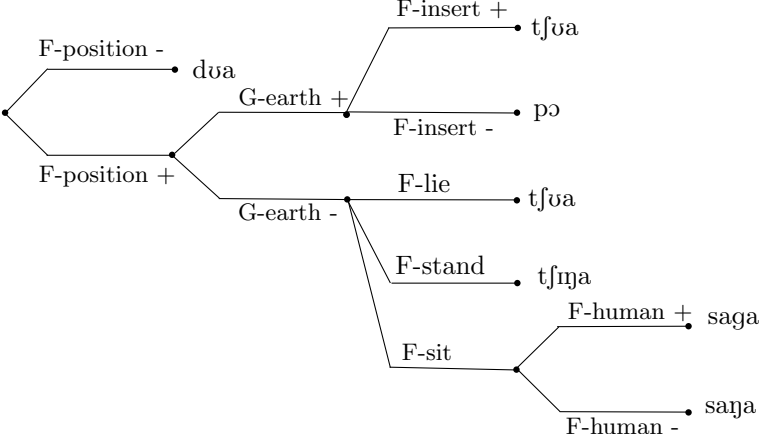 F-insert +
tʃʊa
F-position -
dʊa
G-earth +
pɔ
F-insert -
F-position +
F-lie
tʃʊa
G-earth -
F-stand
tʃɪŋa
F-human +
saga
F-sit
saŋa
F-human -